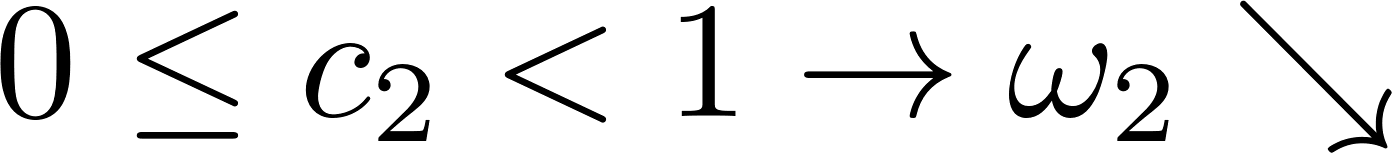 0 ≤ c₂ < 1 → ω₂ ↘